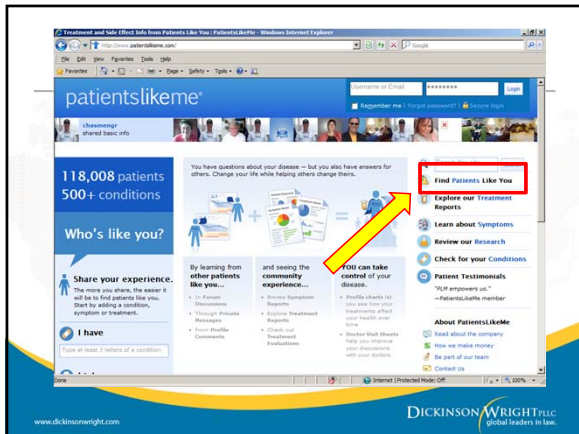 Treatment and Side Effect Info from Patients Like You : PatientsLikeMe - Windows Internet Explorer
http://www.patientslikeme.com/
Google
File Edit View Favorites Tools Help
Favorites
Page Safety Tools
patientslikeme®
Username or Email
Login
Remember me | Forgot password? | Secure login
chasmengr
shared basic info
118,008 patients
500+ conditions
Who's like you?
Share your experience.
The more you share, the easier it
will be to find patients like you.
Start by adding a condition,
symptom or treatment.
I have
Type at least 3 letters of a condition
You have questions about your disease — but you also have answers for
others. Change your life while helping others change theirs.
By learning from
other patients
like you...
In Forum
Discussions
Through Private
Messages
From Profile
Comments
and seeing the
community
experience...
Browse Symptom
Reports
Explore Treatment
Reports
Check out
Treatment
Evaluations
YOU can take
control of your
disease.
Profile charts let
you see how your
treatments affect
your health over
time
Doctor Visit Sheets
help you improve
your discussions
with your doctors
Find Patients Like You
Explore our Treatment
Reports
Learn about Symptoms
Review our Research
Check for your Conditions
Patient Testimonials
"PLM empowers us."
—PatientsLikeMe member
About PatientsLikeMe
Read about the company
How we make money
Be part of our team
Contact Us
Done
Internet | Protected Mode: Off
100%
www.dickinsonwright.com
DICKINSON WRIGHT PLLC
global leaders in law.